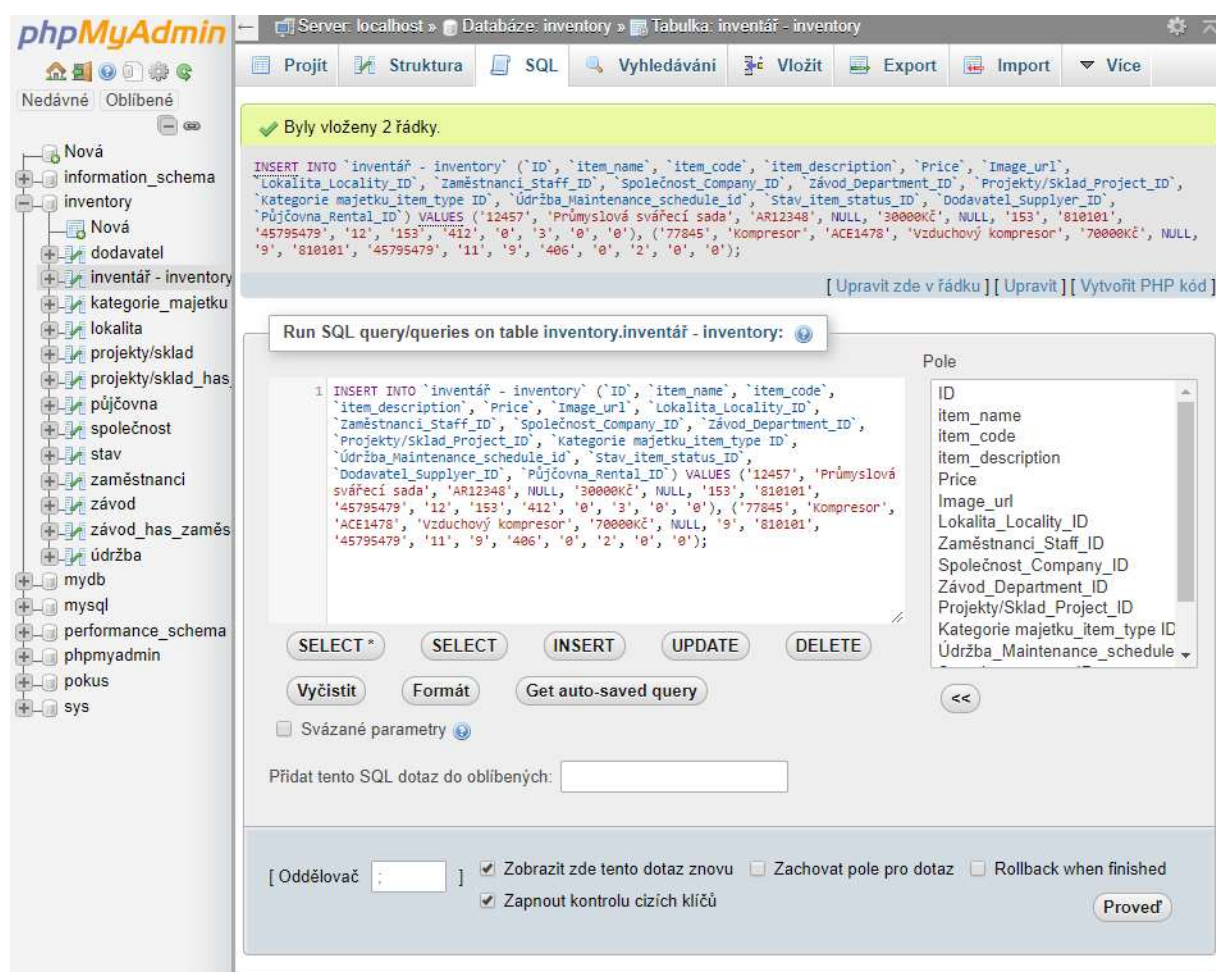 phpMyAdmin
Nedávné Oblíbené
Nová
information_schema
inventory
Nová
dodavatel
inventář - inventory
kategorie_majetku
lokalita
projekty/sklad
projekty/sklad_has_
půjčovna
společnost
stav
zaměstnanci
závod
závod_has_zaměs
údržba
mydb
mysql
performance_schema
phpmyadmin
pokus
sys
← Server: localhost » Databáze: inventory » Tabulka: inventář - inventory
Projít Struktura SQL Vyhledávání Vložit Export Import Více
Byly vloženy 2 řádky.
INSERT INTO `inventář - inventory` (`ID`, `item_name`, `item_code`, `item_description`, `Price`, `Image_url`,
`Lokalita_Locality_ID`, `Zaměstnanci_Staff_ID`, `Společnost_Company_ID`, `Závod_Department_ID`, `Projekty/Sklad_Project_ID`,
`Kategorie majetku_item_type ID`, `Údržba_Maintenance_schedule_id`, `Stav_item_status_ID`, `Dodavatel_Supplyer_ID`,
`Půjčovna_Rental_ID`) VALUES ('12457', 'Průmyslová svářecí sada', 'AR12348', NULL, '30000Kč', NULL, '153', '810101',
'45795479', '12', '153', '412', '0', '3', '0', '0'), ('77845', 'Kompresor', 'ACE1478', 'Vzduchový kompresor', '70000Kč', NULL,
'9', '810101', '45795479', '11', '9', '406', '0', '2', '0', '0');
[ Upravit zde v řádku ] [ Upravit ] [ Vytvořit PHP kód ]
Run SQL query/queries on table inventory.inventář - inventory:
1 INSERT INTO `inventář - inventory` (`ID`, `item_name`, `item_code`,
`item_description`, `Price`, `Image_url`, `Lokalita_Locality_ID`,
`Zaměstnanci_Staff_ID`, `Společnost_Company_ID`, `Závod_Department_ID`,
`Projekty/Sklad_Project_ID`, `Kategorie majetku_item_type ID`,
`Údržba_Maintenance_schedule_id`, `Stav_item_status_ID`,
`Dodavatel_Supplyer_ID`, `Půjčovna_Rental_ID`) VALUES ('12457', 'Průmyslová
svářecí sada', 'AR12348', NULL, '30000Kč', NULL, '153', '810101',
'45795479', '12', '153', '412', '0', '3', '0', '0'), ('77845', 'Kompresor',
'ACE1478', 'Vzduchový kompresor', '70000Kč', NULL, '9', '810101',
'45795479', '11', '9', '406', '0', '2', '0', '0');
Pole
ID
item_name
item_code
item_description
Price
Image_url
Lokalita_Locality_ID
Zaměstnanci_Staff_ID
Společnost_Company_ID
Závod_Department_ID
Projekty/Sklad_Project_ID
Kategorie majetku_item_type ID
Údržba_Maintenance_schedule
SELECT * SELECT INSERT UPDATE DELETE
Vyčistit Formát Get auto-saved query
<<
Svázané parametry
Přidat tento SQL dotaz do oblíbených:
[ Oddělovač ; ] Zobrazit zde tento dotaz znovu Zachovat pole pro dotaz Rollback when finished
Zapnout kontrolu cizích klíčů
Proveď